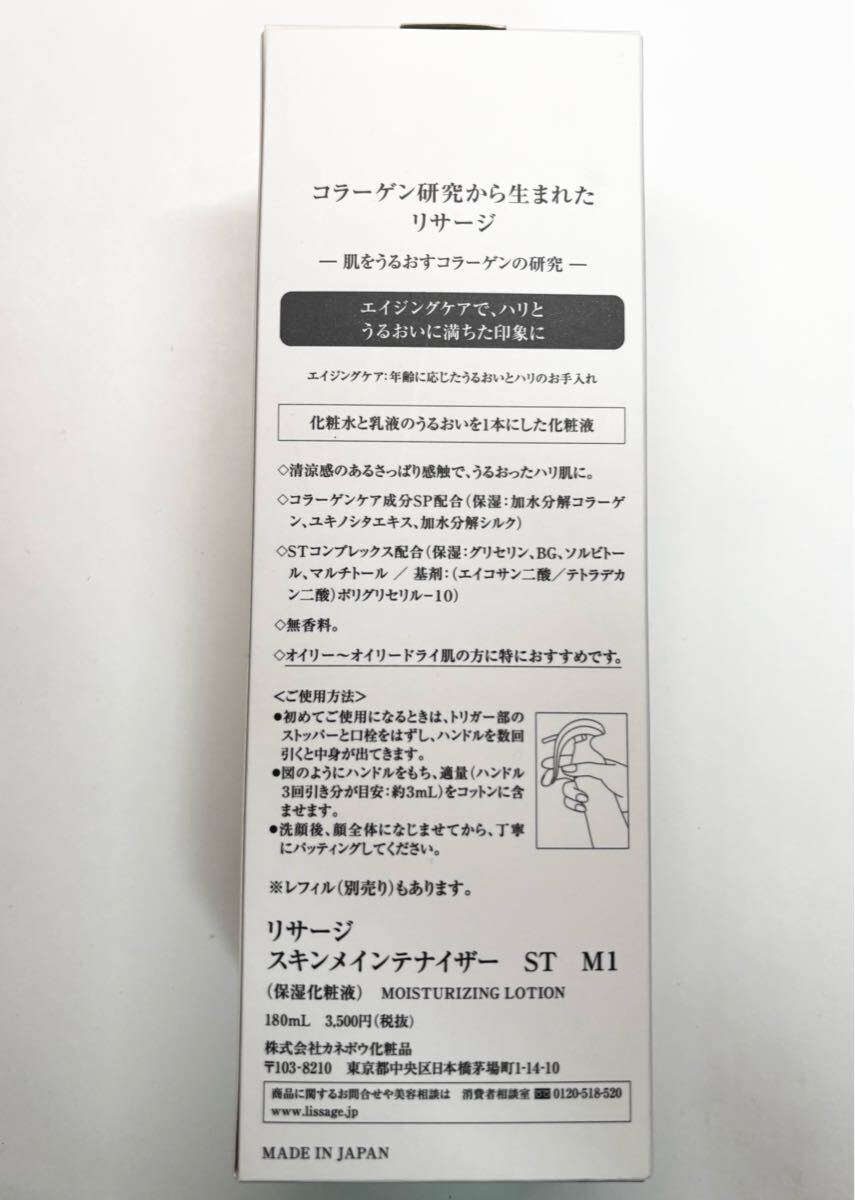 コラーゲン研究から生まれた
リサージ
― 肌をうるおすコラーゲンの研究 ―
エイジングケアで、ハリと
うるおいに満ちた印象に
エイジングケア：年齢に応じたうるおいとハリのお手入れ
化粧水と乳液のうるおいを1本にした化粧液
◇清涼感のあるさっぱり感触で、うるおったハリ肌に。
◇コラーゲンケア成分SP配合（保湿：加水分解コラーゲ
ン、ユキノシタエキス、加水分解シルク）
◇STコンプレックス配合（保湿：グリセリン、BG、ソルビトー
ル、マルチトール ／ 基剤：（エイコサン二酸／テトラデカ
ン二酸）ポリグリセリル−10）
◇無香料。
◇オイリー～オイリードライ肌の方に特におすすめです。
＜ご使用方法＞
●初めてご使用になるときは、トリガー部の
ストッパーと口栓をはずし、ハンドルを数回
引くと中身が出てきます。
●図のようにハンドルをもち、適量（ハンドル
3回引き分が目安：約3mL）をコットンに含
ませます。
●洗顔後、顔全体になじませてから、丁寧
にパッティングしてください。
※レフィル（別売り）もあります。
リサージ
スキンメインテナイザー ST M1
（保湿化粧液） MOISTURIZING LOTION
180mL 3,500円（税抜）
株式会社カネボウ化粧品
〒103-8210 東京都中央区日本橋茅場町1-14-10
商品に関するお問合せや美容相談は 消費者相談室 0120-518-520
www.lissage.jp
MADE IN JAPAN